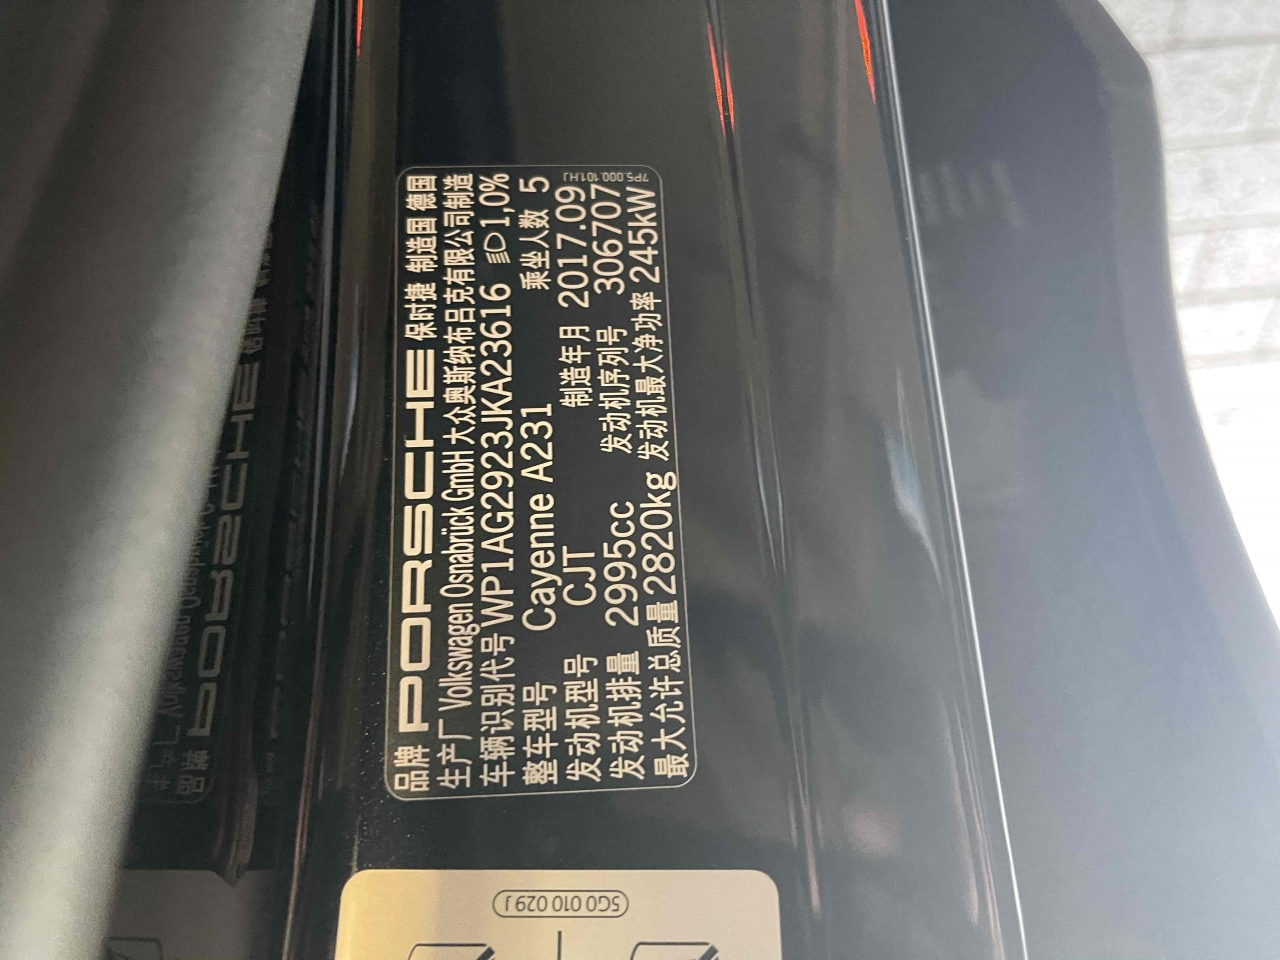 品牌 PORSCHE 保时捷 制造国 德国
生产厂 Volkswagen Osnabrück GmbH 大众奥斯纳布吕克有限公司制造
车辆识别代号 WP1AG2923JKA23616 1,0%
整车型号 Cayenne A231 乘坐人数 5
发动机型号 CJT 制造年月 2017.09
发动机排量 2995cc 发动机序列号 306707
最大允许总质量 2820kg 发动机最大净功率 245kW
7P5.000.101.HJ
5G0 010 029 J